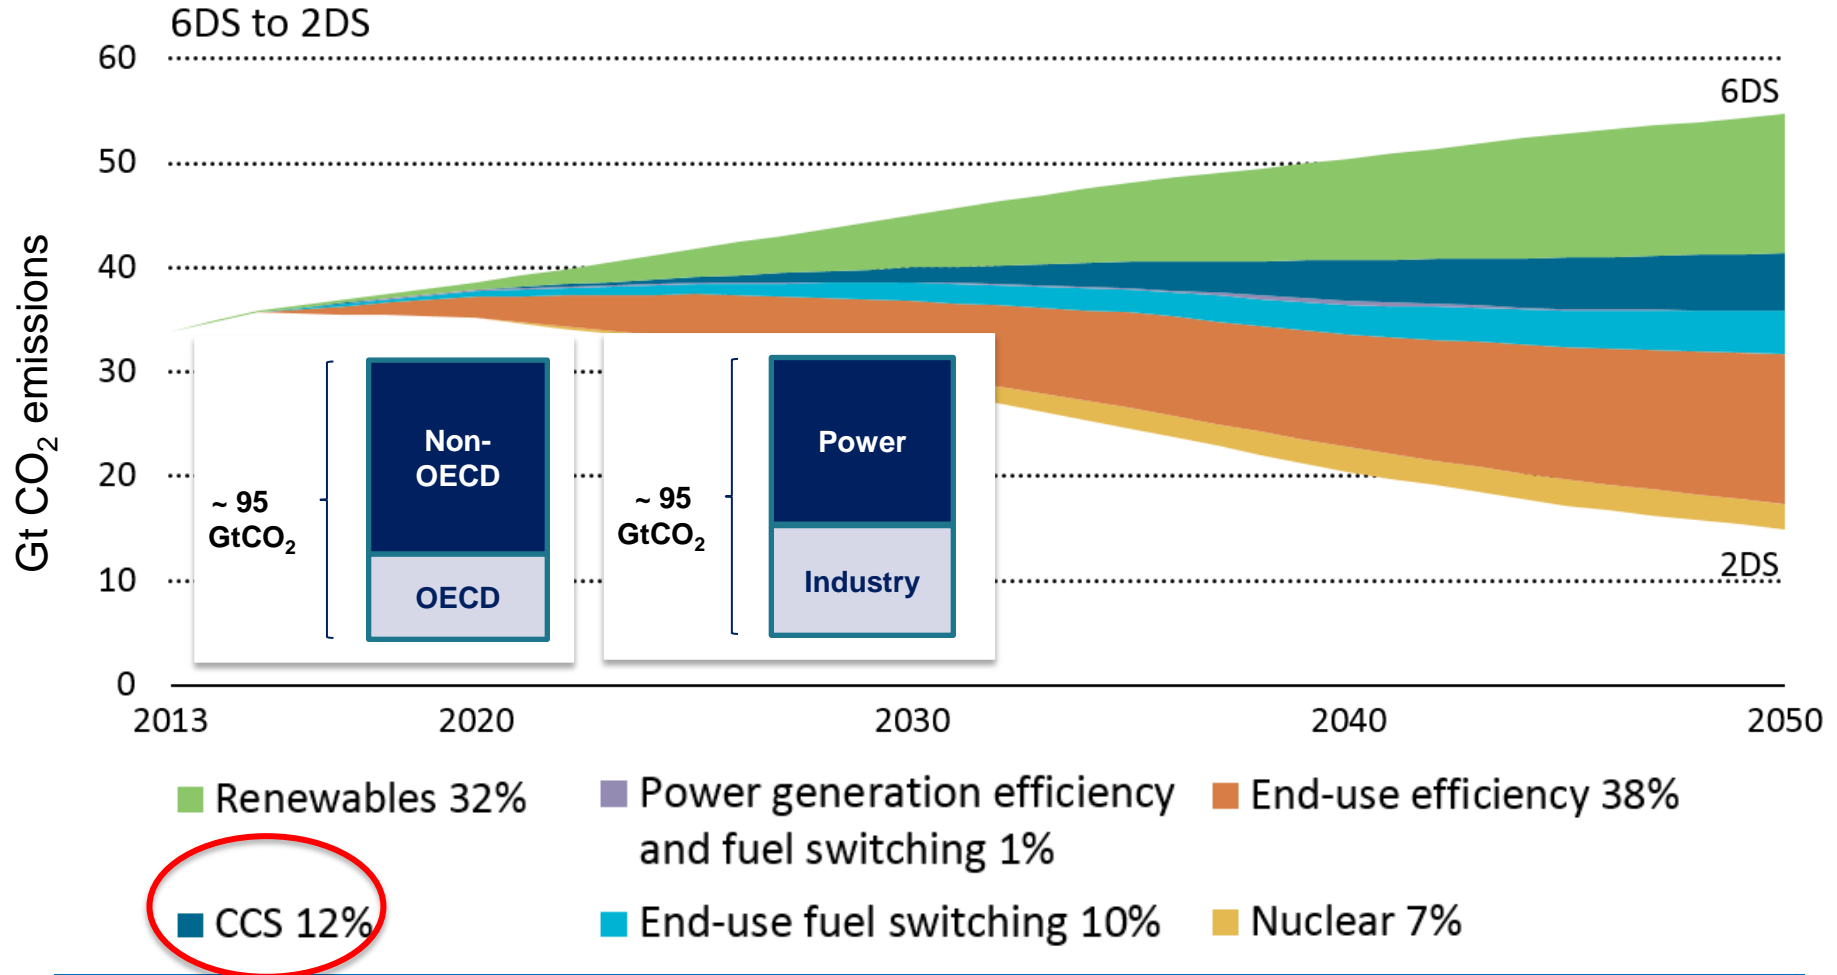 6DS to 2DS
60
6DS
50
40
30
20
10
0
Gt CO₂ emissions
Non-
OECD
~ 95
GtCO₂
OECD
Power
~ 95
GtCO₂
Industry
2DS
2013 2020 2030 2040 2050
Renewables 32%
Power generation efficiency
and fuel switching 1%
End-use efficiency 38%
CCS 12%
End-use fuel switching 10%
Nuclear 7%